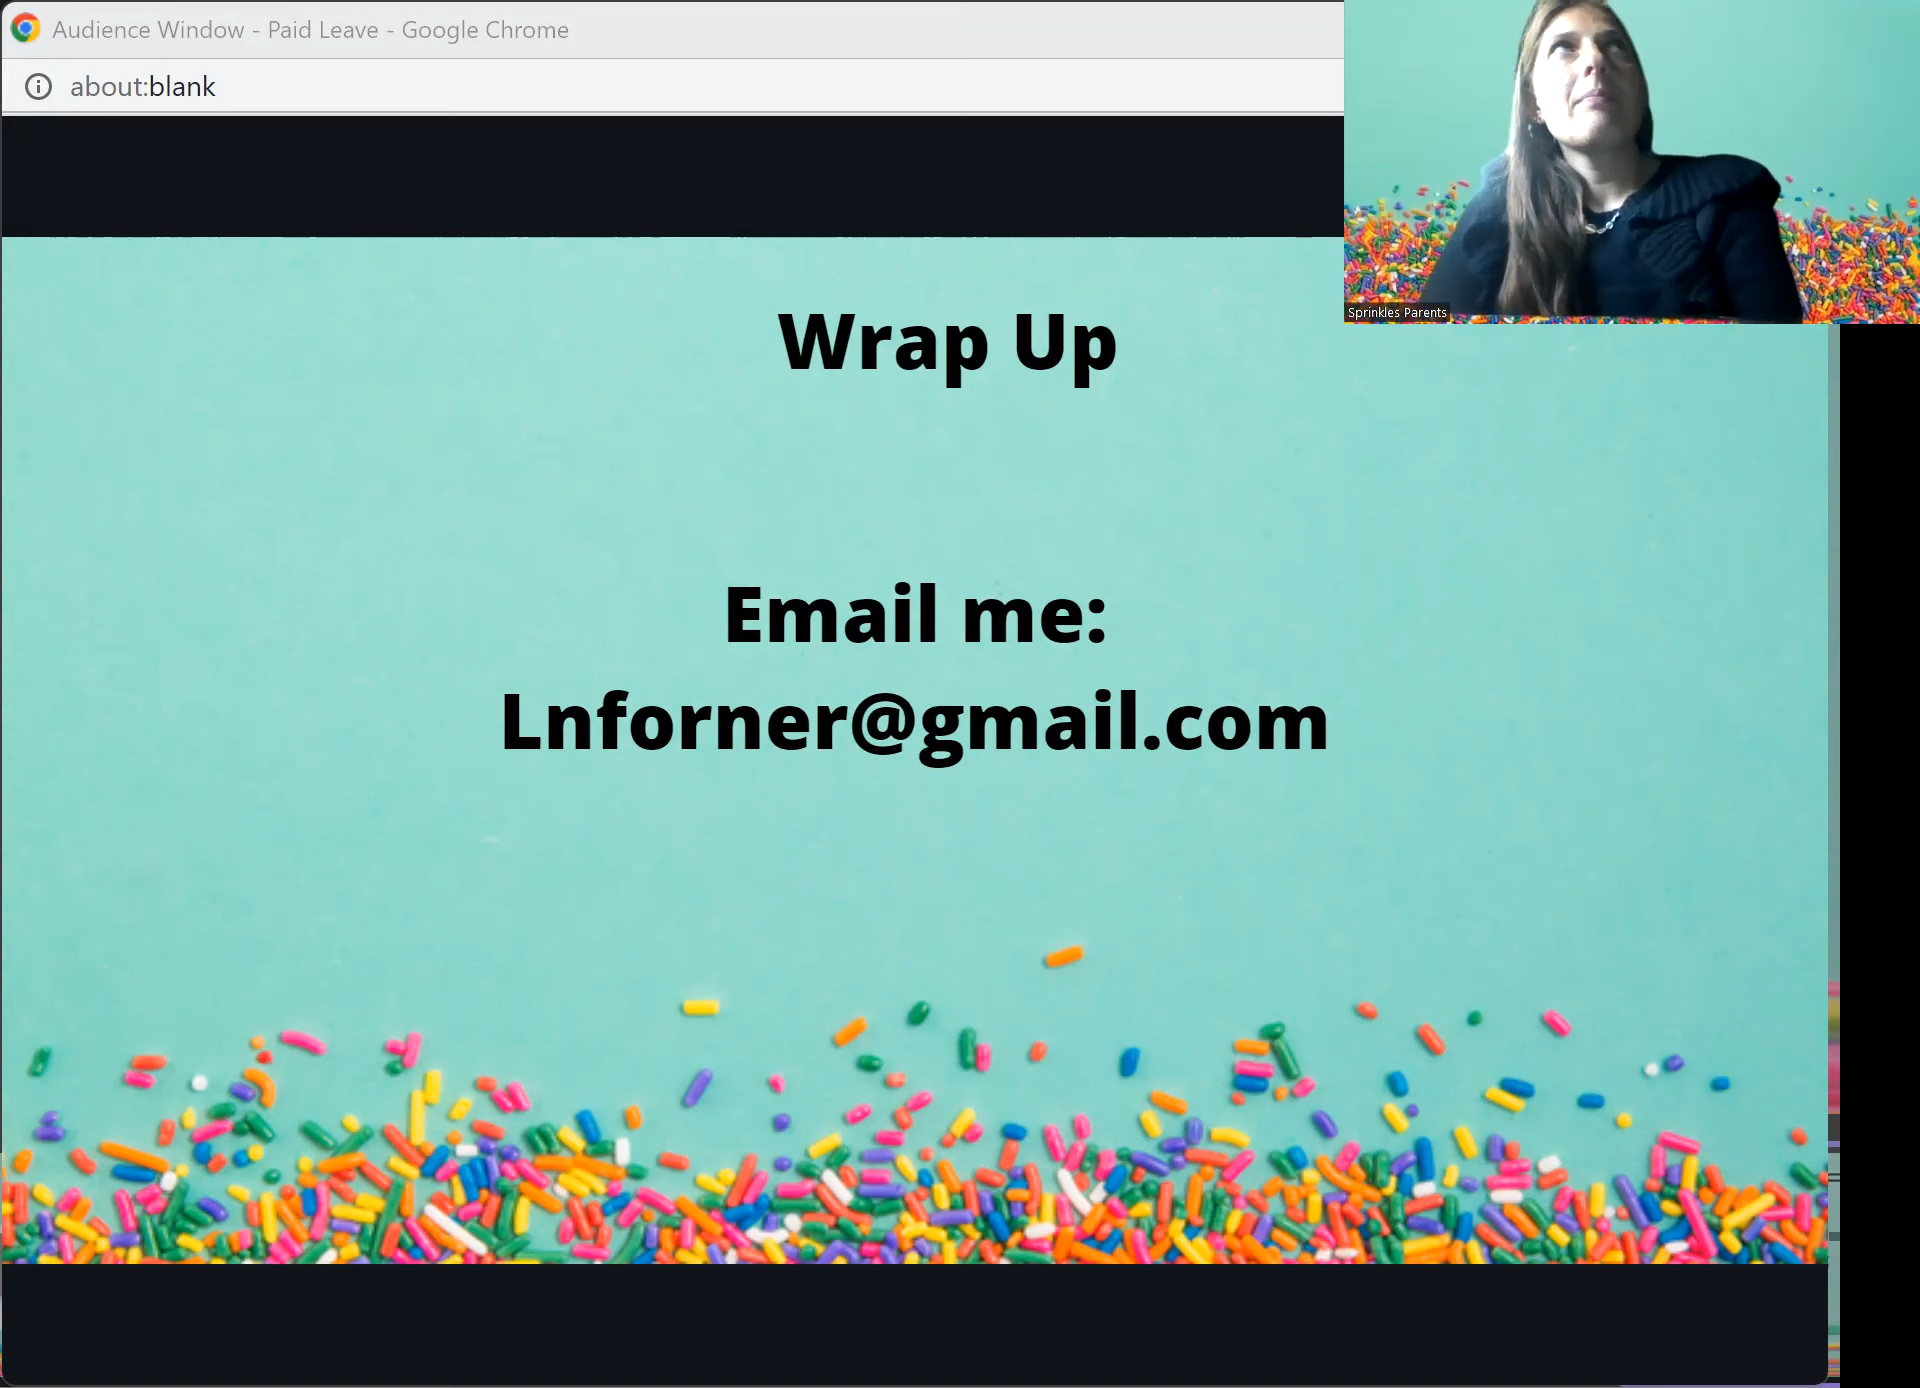 Audience Window - Paid Leave - Google Chrome
about:blank
Sprinkles Parents
Wrap Up
Email me:
Lnforner@gmail.com